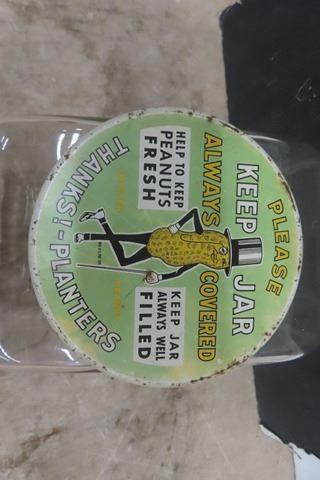 PLEASE
KEEP JAR
ALWAYS COVERED
HELP TO KEEP
PEANUTS
FRESH
KEEP JAR
ALWAYS WELL
FILLED
THANKS!-PLANTERS